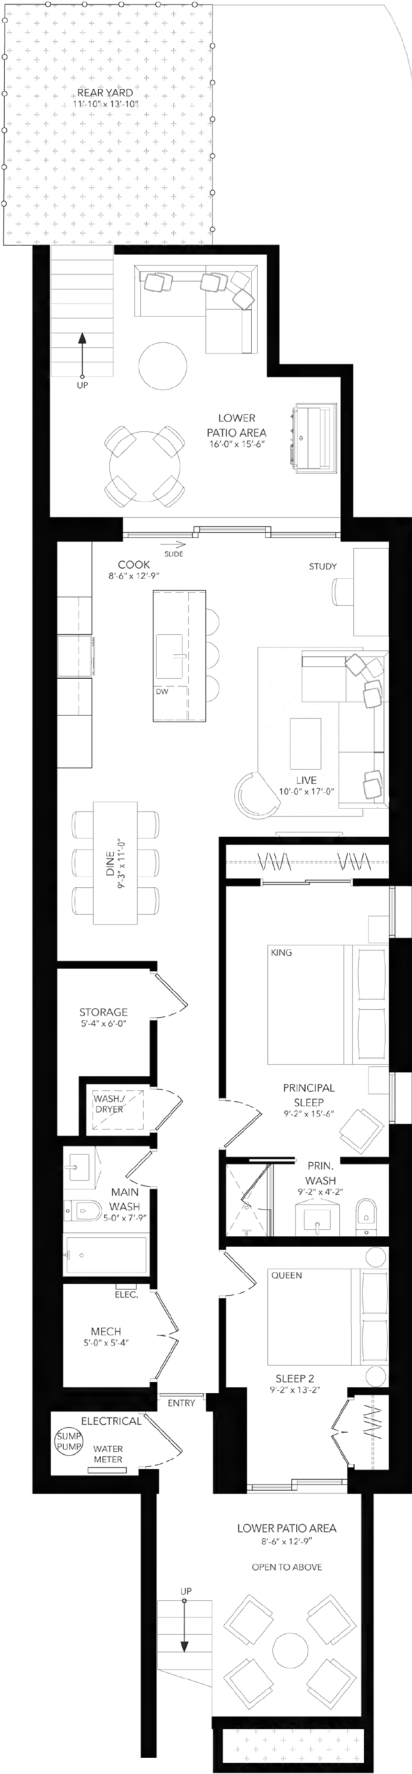 REAR YARD
11'-10" x 13'-10"
UP
LOWER
PATIO AREA
16'-0" x 15'-6"
SLIDE
COOK
8'-6" x 12'-9"
STUDY
DW
LIVE
10'-0" x 17'-0"
DINE
9'-3" x 11'-0"
KING
STORAGE
5'-4" x 6'-0"
PRINCIPAL
SLEEP
9'-2" x 15'-6"
WASH./
DRYER
PRIN.
WASH
9'-2" x 4'-2"
MAIN
WASH
5'-0" x 7'-9"
QUEEN
ELEC.
MECH
5'-0" x 5'-4"
SLEEP 2
9'-2" x 13'-2"
ENTRY
ELECTRICAL
SUMP
PUMP
WATER
METER
LOWER PATIO AREA
8'-6" x 12'-9"
OPEN TO ABOVE
UP